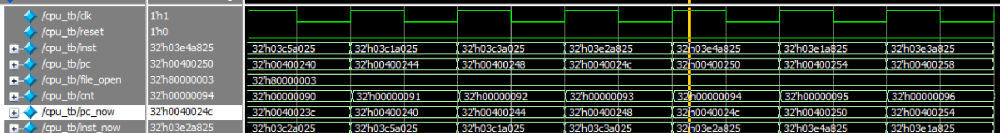 /cpu_tb/clk 1'h1
/cpu_tb/reset 1'h0
/cpu_tb/inst 32'h03e4a825 32'h03c5a025 32'h03c1a025 32'h03c3a025 32'h03e2a825 32'h03e4a825 32'h03e1a825 32'h03e3a825
/cpu_tb/pc 32'h00400250 32'h00400240 32'h00400244 32'h00400248 32'h0040024c 32'h00400250 32'h00400254 32'h00400258
/cpu_tb/file_open 32'h80000003 32'h80000003
/cpu_tb/cnt 32'h00000094 32'h00000090 32'h00000091 32'h00000092 32'h00000093 32'h00000094 32'h00000095 32'h00000096
/cpu_tb/pc_now 32'h0040024c 32'h0040023c 32'h00400240 32'h00400244 32'h00400248 32'h0040024c 32'h00400250 32'h00400254
/cpu_tb/inst_now 32'h03e2a825 32'h03c2a025 32'h03c5a025 32'h03c1a025 32'h03c3a025 32'h03e2a825 32'h03e4a825 32'h03e1a825